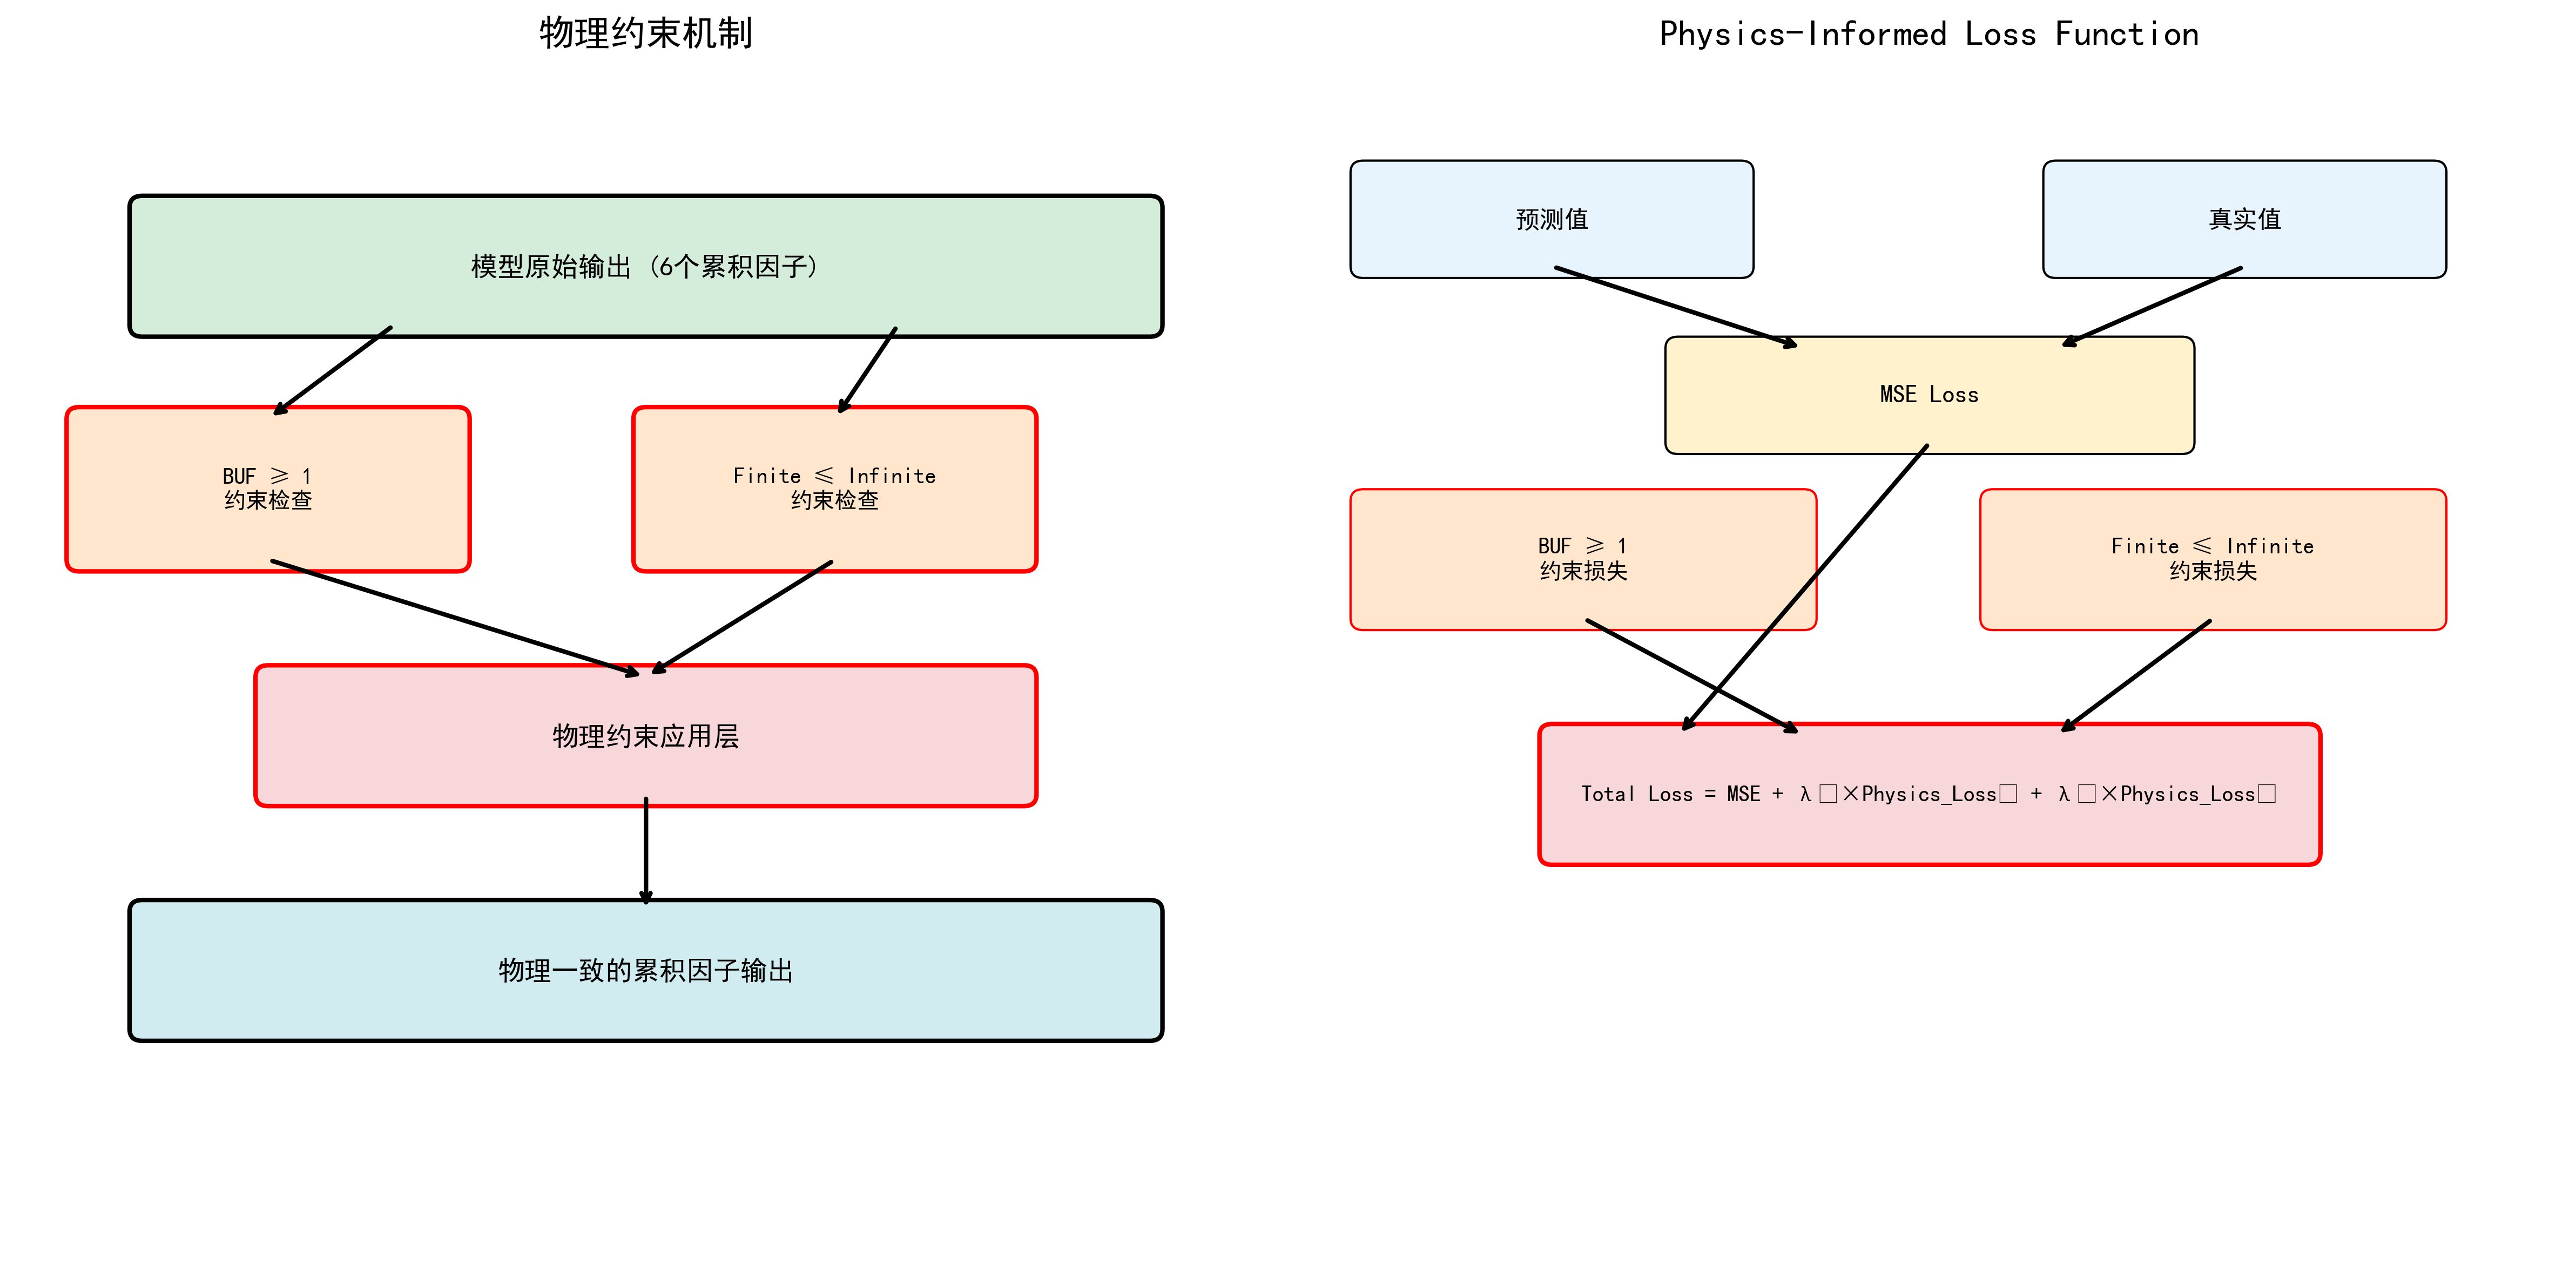 物理约束机制
模型原始输出 (6个累积因子)
BUF ≥ 1
约束检查
Finite ≤ Infinite
约束检查
物理约束应用层
物理一致的累积因子输出
Physics-Informed Loss Function
预测值
真实值
MSE Loss
BUF ≥ 1
约束损失
Finite ≤ Infinite
约束损失
Total Loss = MSE + λ□×Physics_Loss□ + λ□×Physics_Loss□